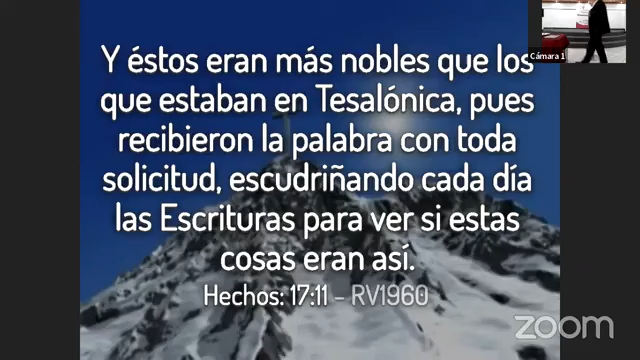 Y éstos eran más nobles que los
que estaban en Tesalónica, pues
recibieron la palabra con toda
solicitud, escudriñando cada día
las Escrituras para ver si estas
cosas eran así.
Hechos: 17:11 - RV1960
Cámara 1
zoom